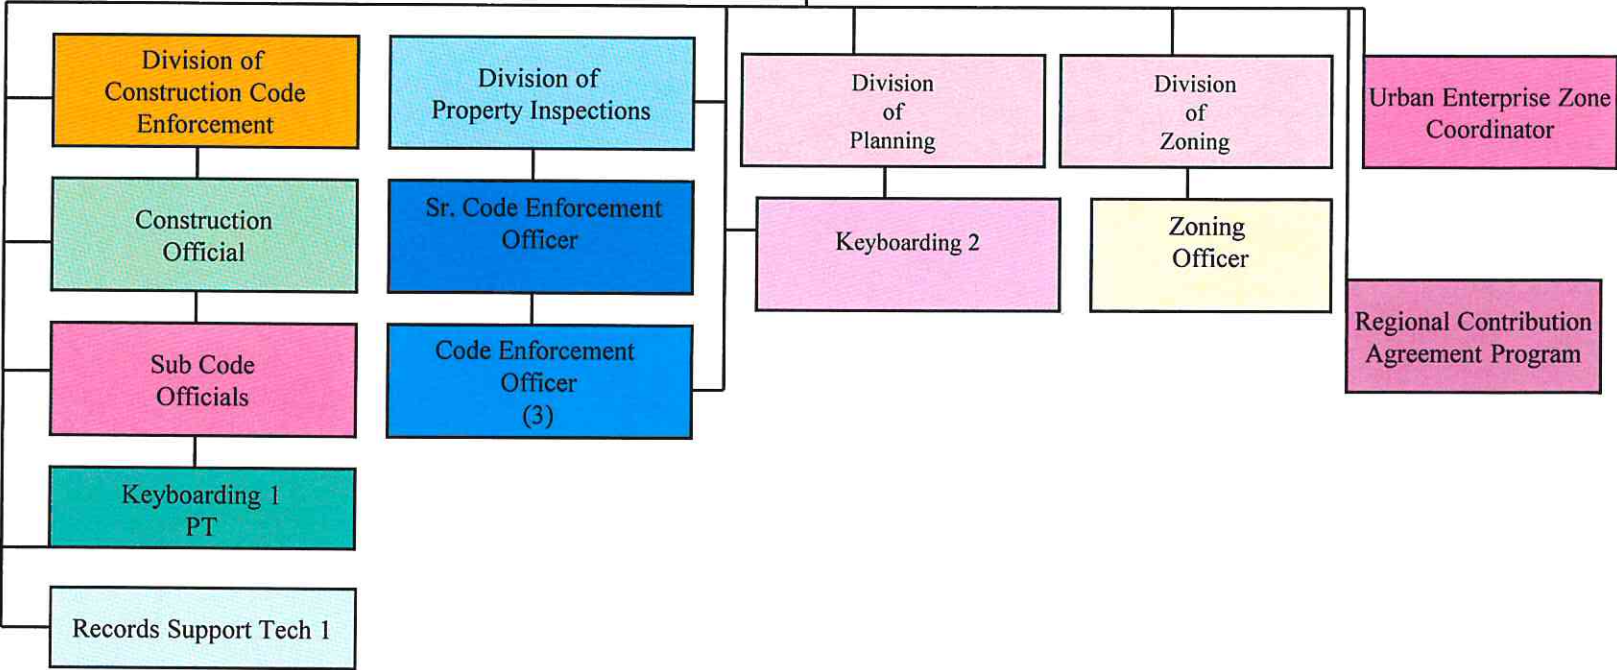 Division of
Construction Code
Enforcement
Construction
Official
Sub Code
Officials
Keyboarding 1
PT
Records Support Tech 1
Division of
Property Inspections
Sr. Code Enforcement
Officer
Code Enforcement
Officer
(3)
Division
of
Planning
Keyboarding 2
Division
of
Zoning
Zoning
Officer
Urban Enterprise Zone
Coordinator
Regional Contribution
Agreement Program